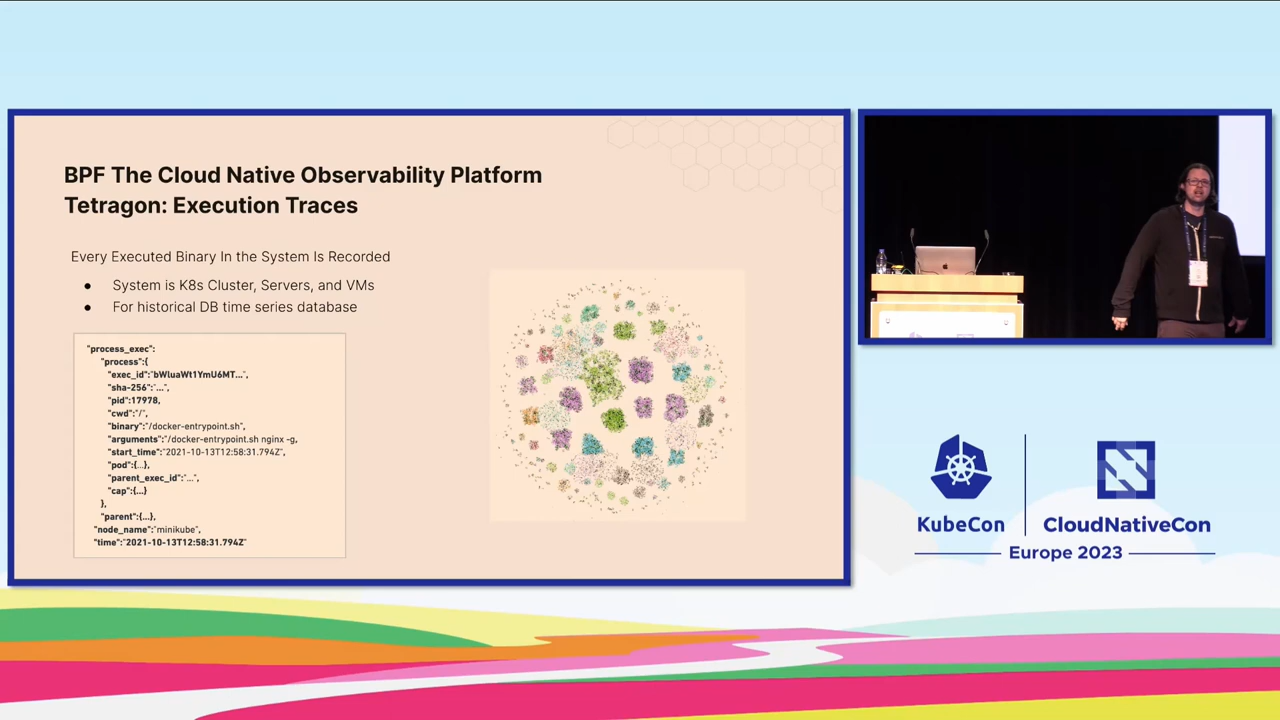 BPF The Cloud Native Observability Platform
Tetragon: Execution Traces
Every Executed Binary In the System Is Recorded
● System is K8s Cluster, Servers, and VMs
● For historical DB time series database
"process_exec":
"process":{
"exec_id":"bWluaWt1YmU6MT...",
"sha-256":"...",
"pid":17978,
"cwd":"/",
"binary":"/docker-entrypoint.sh"
"arguments":"/docker-entrypoint.sh nginx -g,
"start_time":"2021-10-13T12:58:31.794Z",
"pod":{...},
"parent_exec_id":"...",
"cap":{...}
},
"parent":{...},
"node_name":"minikube",
"time":"2021-10-13T12:58:31.794Z"
KubeCon
CloudNativeCon
Europe 2023